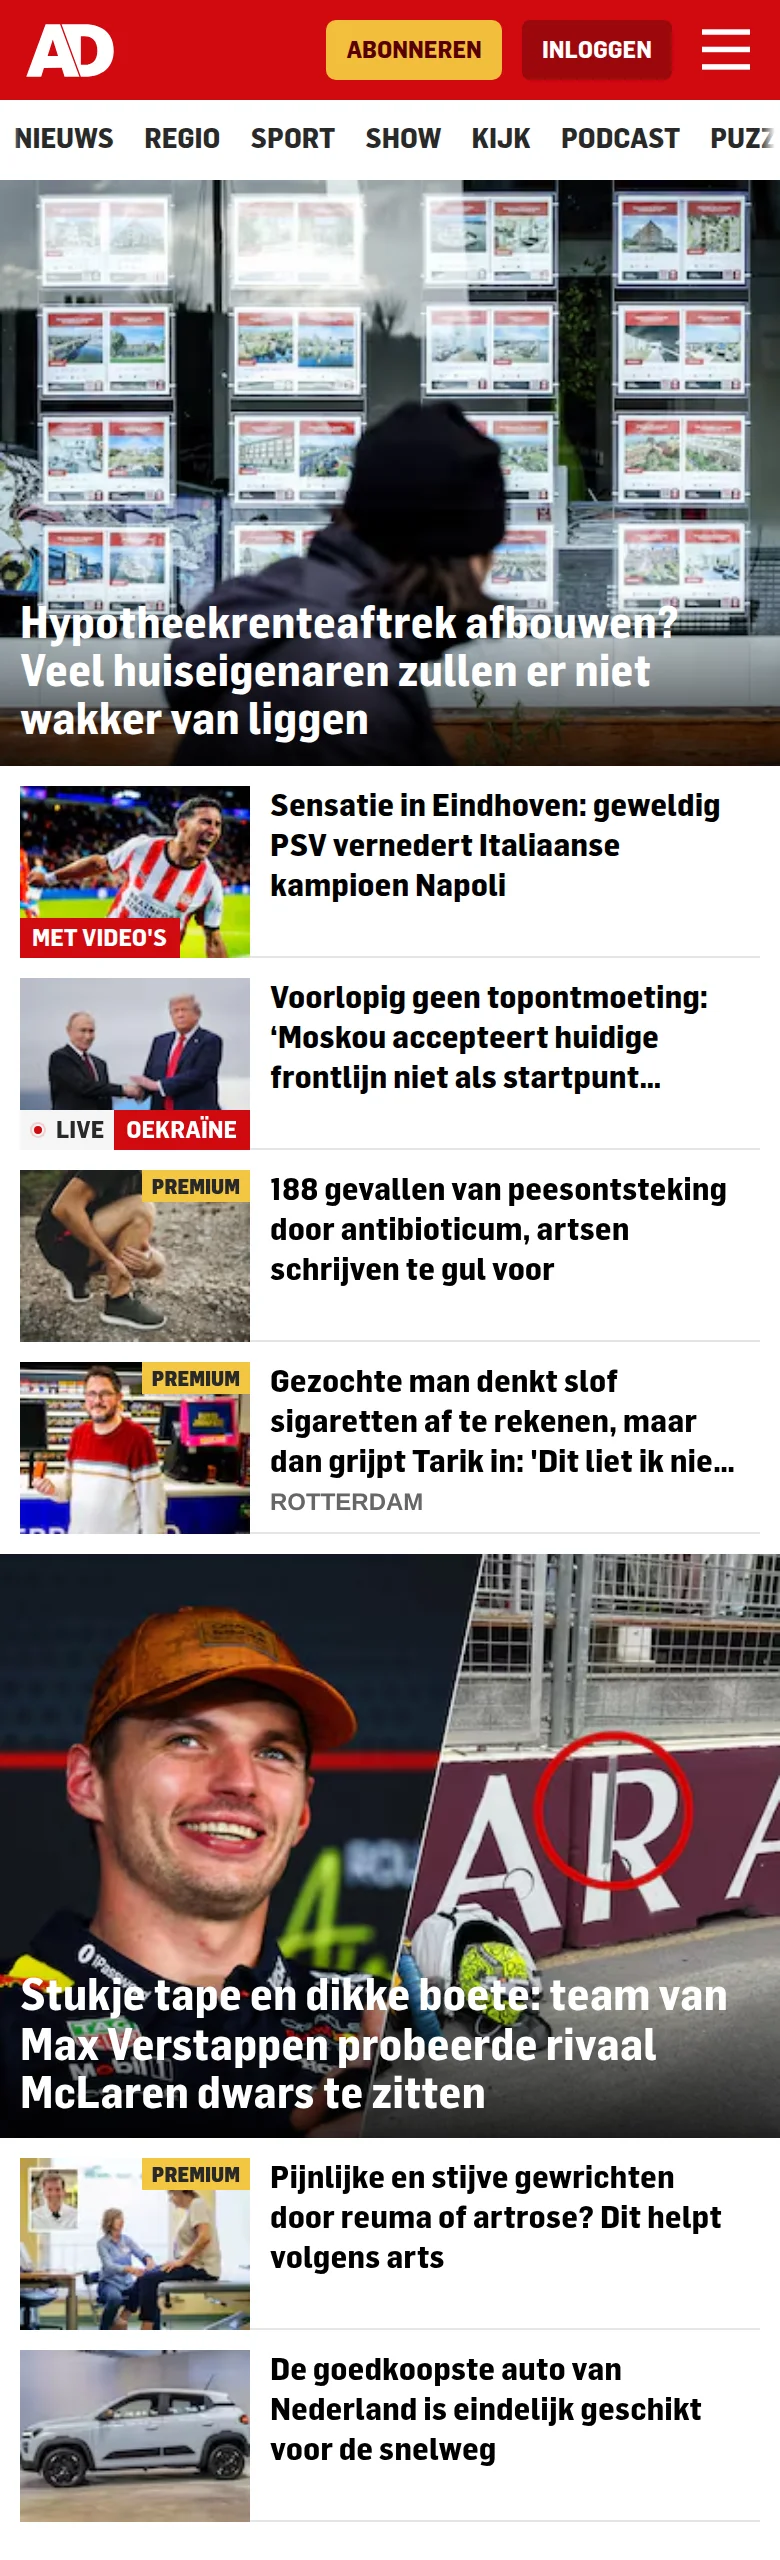 AD
ABONNEREN
INLOGGEN
NIEUWS REGIO SPORT SHOW KIJK PODCAST PUZZ
Hypotheekrenteaftrek afbouwen?
Veel huiseigenaren zullen er niet
wakker van liggen
Sensatie in Eindhoven: geweldig
PSV vernedert Italiaanse
kampioen Napoli
MET VIDEO'S
Voorlopig geen topontmoeting:
‘Moskou accepteert huidige
frontlijn niet als startpunt...
LIVE OEKRAÏNE
PREMIUM
188 gevallen van peesontsteking
door antibioticum, artsen
schrijven te gul voor
PREMIUM
Gezochte man denkt slof
sigaretten af te rekenen, maar
dan grijpt Tarik in: 'Dit liet ik nie...
ROTTERDAM
AR
Stukje tape en dikke boete: team van
Max Verstappen probeerde rivaal
McLaren dwars te zitten
PREMIUM
Pijnlijke en stijve gewrichten
door reuma of artrose? Dit helpt
volgens arts
De goedkoopste auto van
Nederland is eindelijk geschikt
voor de snelweg